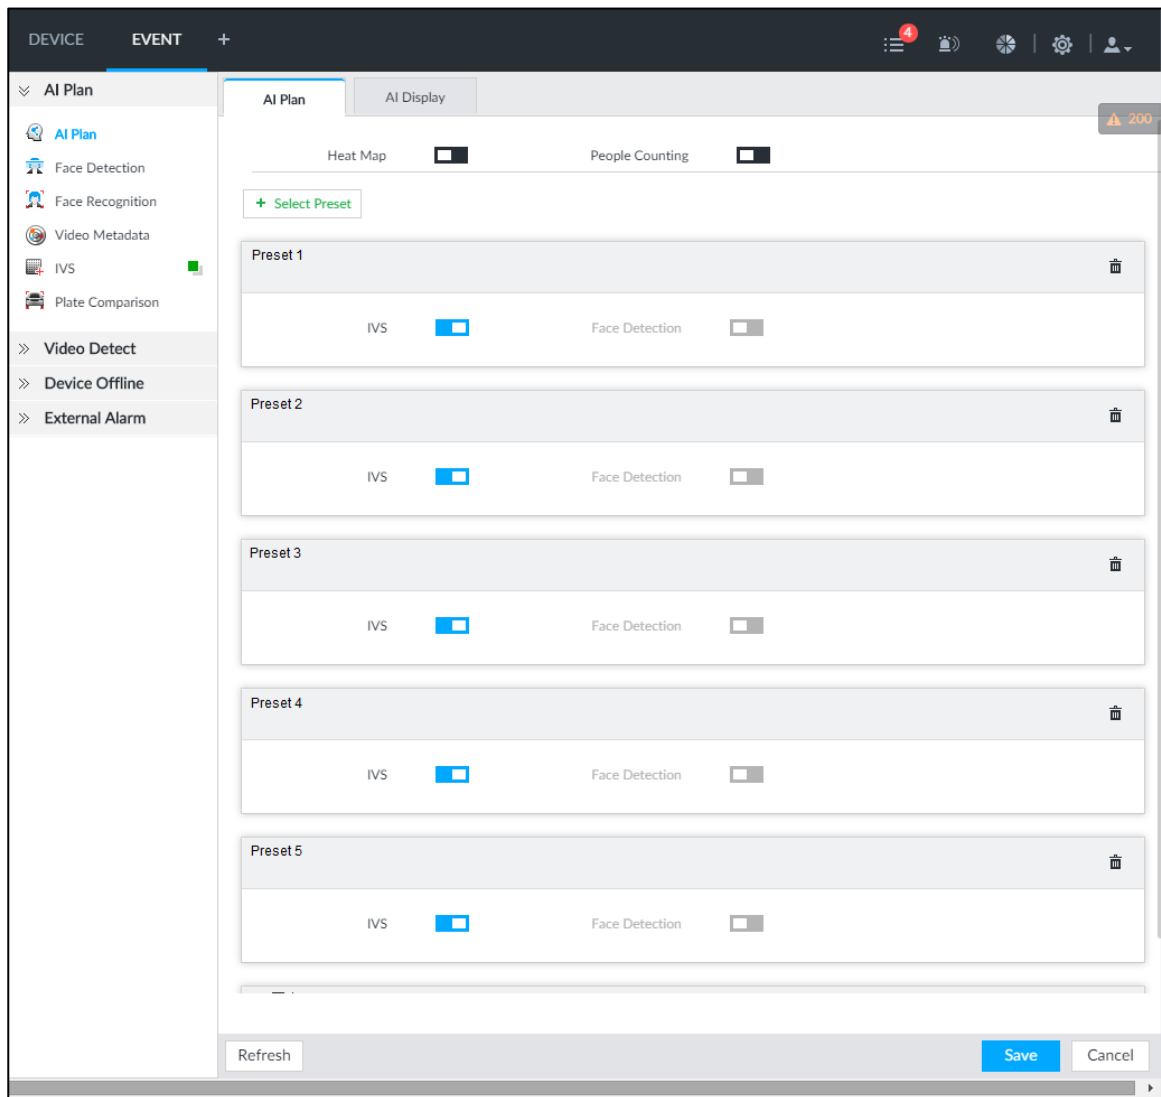 DEVICE EVENT +
4
AI Plan
AI Plan
Face Detection
Face Recognition
Video Metadata
IVS
Plate Comparison
Video Detect
Device Offline
External Alarm
AI Plan AI Display
200
Heat Map People Counting
+ Select Preset
Preset 1
IVS Face Detection
Preset 2
IVS Face Detection
Preset 3
IVS Face Detection
Preset 4
IVS Face Detection
Preset 5
IVS Face Detection
Refresh Save Cancel